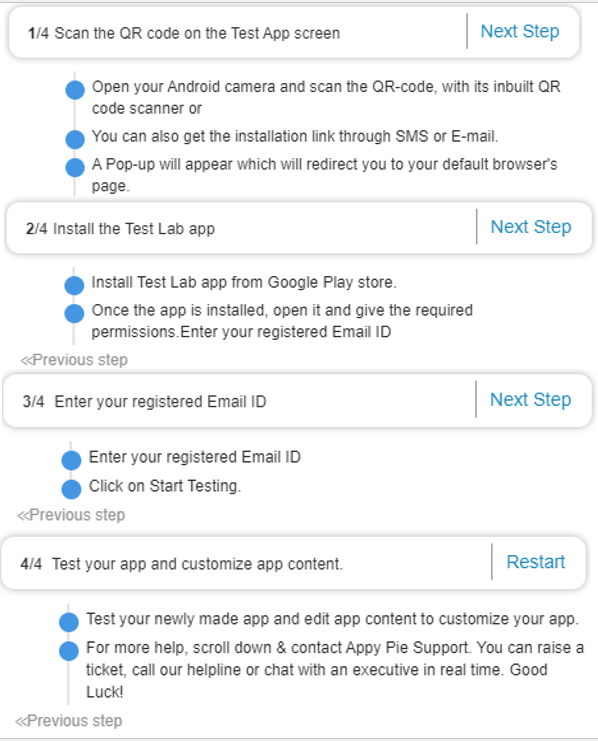 1/4 Scan the QR code on the Test App screen
Next Step
Open your Android camera and scan the QR-code, with its inbuilt QR
code scanner or
You can also get the installation link through SMS or E-mail.
A Pop-up will appear which will redirect you to your default browser's
page.
2/4 Install the Test Lab app
Next Step
Install Test Lab app from Google Play store.
Once the app is installed, open it and give the required
permissions.Enter your registered Email ID
≪Previous step
3/4 Enter your registered Email ID
Next Step
Enter your registered Email ID
Click on Start Testing.
≪Previous step
4/4 Test your app and customize app content.
Restart
Test your newly made app and edit app content to customize your app.
For more help, scroll down & contact Appy Pie Support. You can raise a
ticket, call our helpline or chat with an executive in real time. Good
Luck!
≪Previous step